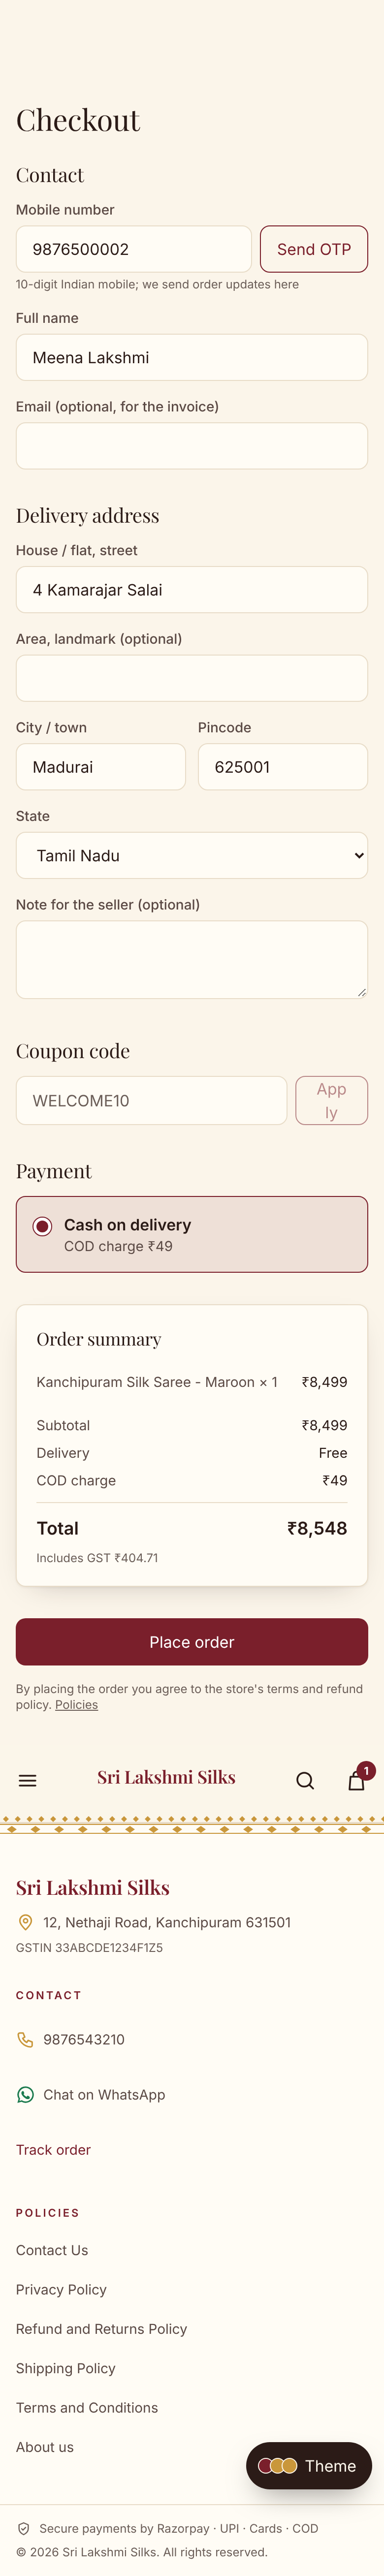 Checkout
Contact
Mobile number
9876500002
Send OTP
10-digit Indian mobile; we send order updates here
Full name
Meena Lakshmi
Email (optional, for the invoice)
Delivery address
House / flat, street
4 Kamarajar Salai
Area, landmark (optional)
City / town
Pincode
Madurai
625001
State
Tamil Nadu
Note for the seller (optional)
Coupon code
WELCOME10
App
ly
Payment
Cash on delivery
COD charge ₹49
Order summary
Kanchipuram Silk Saree - Maroon × 1 ₹8,499
Subtotal ₹8,499
Delivery Free
COD charge ₹49
Total ₹8,548
Includes GST ₹404.71
Place order
By placing the order you agree to the store's terms and refund
policy. Policies
Sri Lakshmi Silks
1
Sri Lakshmi Silks
12, Nethaji Road, Kanchipuram 631501
GSTIN 33ABCDE1234F1Z5
CONTACT
9876543210
Chat on WhatsApp
Track order
POLICIES
Contact Us
Privacy Policy
Refund and Returns Policy
Shipping Policy
Terms and Conditions
About us
Theme
Secure payments by Razorpay · UPI · Cards · COD
© 2026 Sri Lakshmi Silks. All rights reserved.